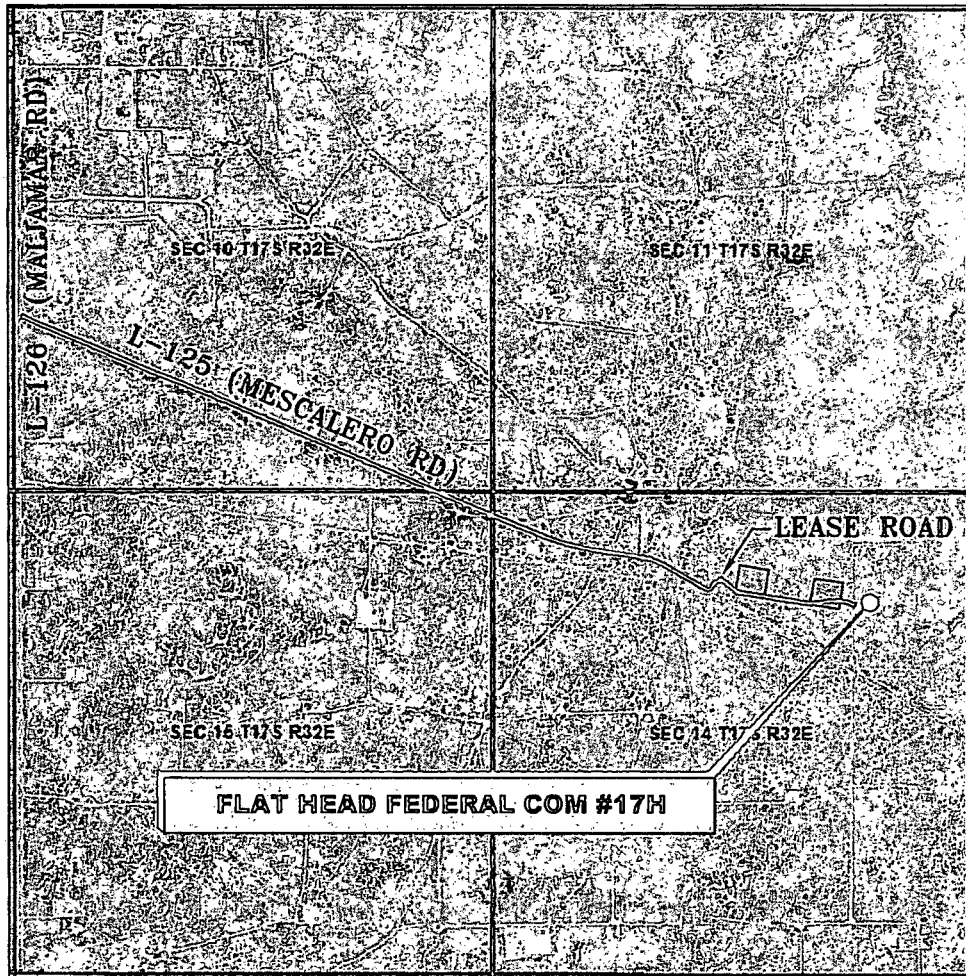 L-126 (MALJAMAR RD)
SEC 10 T17S R32E
SEC 11 T17S R32E
L-125 (MESCALERO RD)
LEASE ROAD
SEC 15 T17S R32E
SEC 14 T17S R32E
FLAT HEAD FEDERAL COM #17H